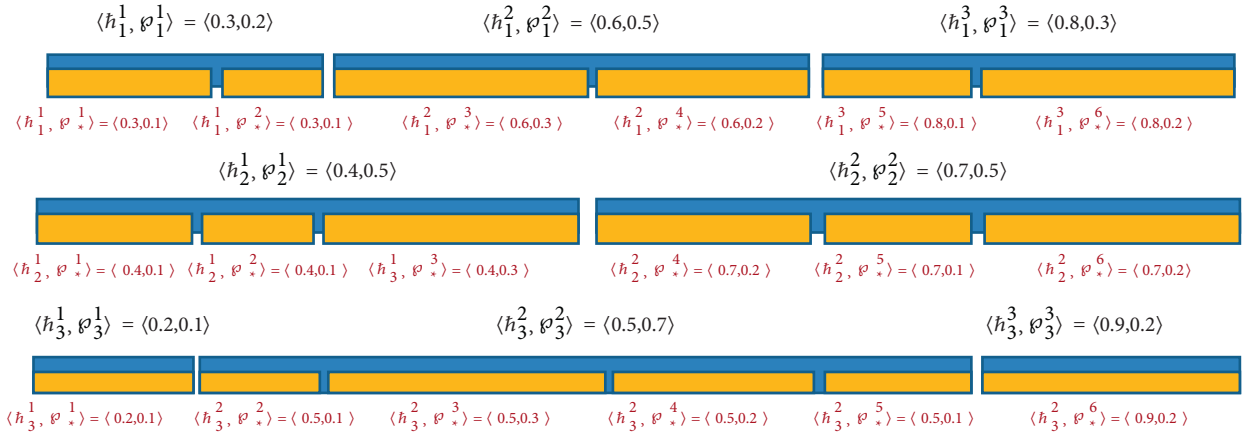 ⟨ℏ₁¹, ℘₁¹⟩ = ⟨0.3,0.2⟩ ⟨ℏ₁², ℘₁²⟩ = ⟨0.6,0.5⟩ ⟨ℏ₁³, ℘₁³⟩ = ⟨0.8,0.3⟩
⟨ℏ₁¹, ℘⁎¹⟩ = ⟨0.3,0.1⟩ ⟨ℏ₁¹, ℘⁎²⟩ = ⟨ 0.3,0.1 ⟩ ⟨ℏ₁², ℘⁎³⟩ = ⟨ 0.6,0.3 ⟩ ⟨ℏ₁², ℘⁎⁴⟩ = ⟨ 0.6,0.2 ⟩ ⟨ℏ₁³, ℘⁎⁵⟩ = ⟨ 0.8,0.1 ⟩ ⟨ℏ₁³, ℘⁎⁶⟩ = ⟨ 0.8,0.2 ⟩
⟨ℏ₂¹, ℘₂¹⟩ = ⟨0.4,0.5⟩ ⟨ℏ₂², ℘₂²⟩ = ⟨0.7,0.5⟩
⟨ℏ₂¹, ℘⁎¹⟩ = ⟨ 0.4,0.1 ⟩ ⟨ℏ₂¹, ℘⁎²⟩ = ⟨ 0.4,0.1 ⟩ ⟨ℏ₃¹, ℘⁎³⟩ = ⟨ 0.4,0.3 ⟩ ⟨ℏ₂², ℘⁎⁴⟩ = ⟨ 0.7,0.2 ⟩ ⟨ℏ₂², ℘⁎⁵⟩ = ⟨ 0.7,0.1 ⟩ ⟨ℏ₂², ℘⁎⁶⟩ = ⟨ 0.7,0.2 ⟩
⟨ℏ₃¹, ℘₃¹⟩ = ⟨0.2,0.1⟩ ⟨ℏ₃², ℘₃²⟩ = ⟨0.5,0.7⟩ ⟨ℏ₃³, ℘₃³⟩ = ⟨0.9,0.2⟩
⟨ℏ₃¹, ℘⁎¹⟩ = ⟨ 0.2,0.1 ⟩ ⟨ℏ₃², ℘⁎²⟩ = ⟨ 0.5,0.1 ⟩ ⟨ℏ₃², ℘⁎³⟩ = ⟨ 0.5,0.3 ⟩ ⟨ℏ₃², ℘⁎⁴⟩ = ⟨ 0.5,0.2 ⟩ ⟨ℏ₃², ℘⁎⁵⟩ = ⟨ 0.5,0.1 ⟩ ⟨ℏ₃², ℘⁎⁶⟩ = ⟨ 0.9,0.2 ⟩